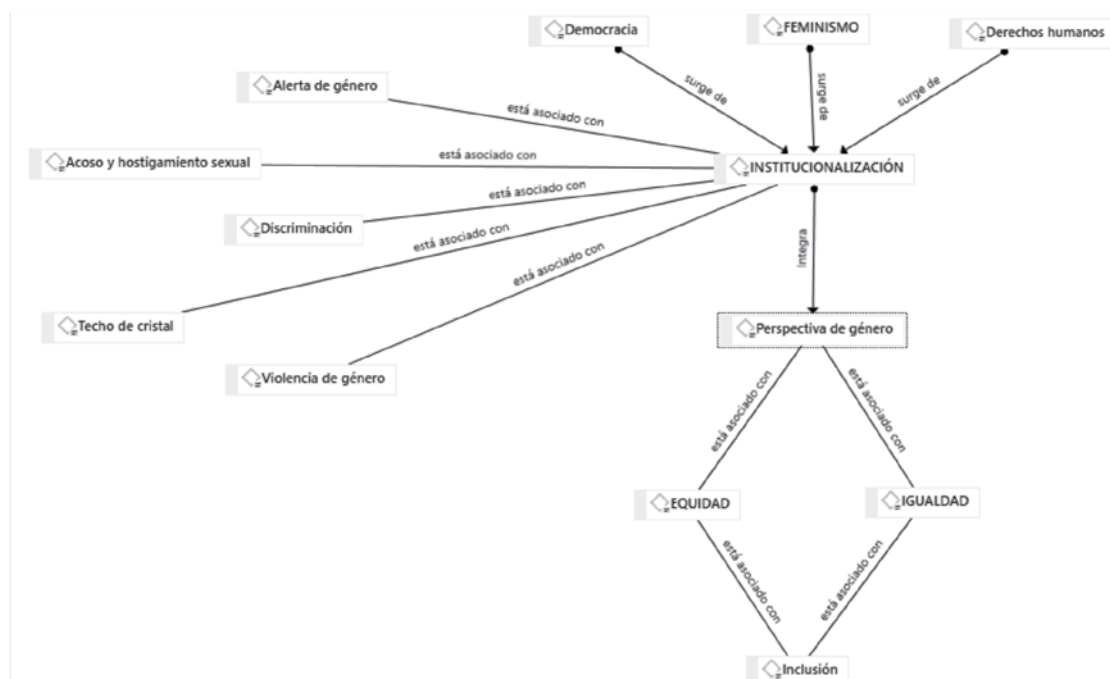 Democracia
FEMINISMO
Derechos humanos
surge de
surge de
surge de
Alerta de género
está asociado con
Acoso y hostigamiento sexual
está asociado con
INSTITUCIONALIZACIÓN
está asociado con
Discriminación
está asociado con
Integra
está asociado con
Techo de cristal
Perspectiva de género
Violencia de género
está asociado con
está asociado con
EQUIDAD
IGUALDAD
está asociado con
está asociado con
Inclusión